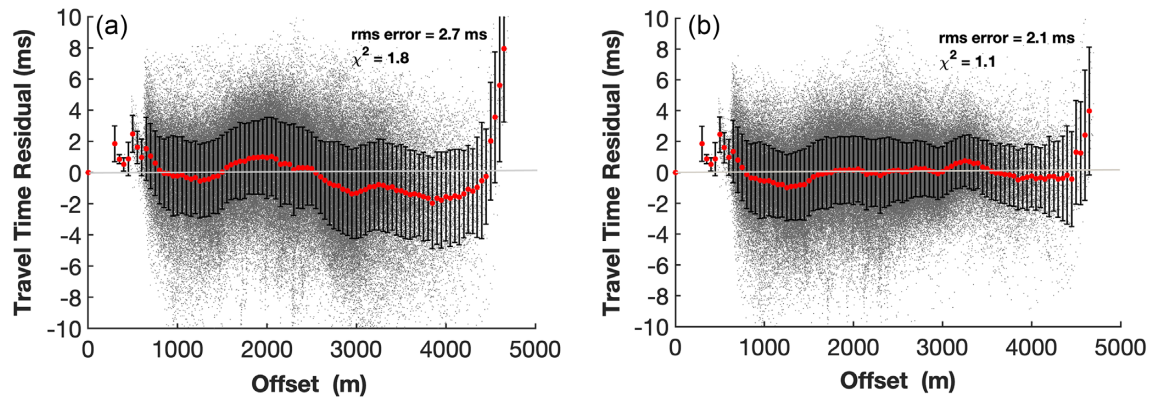 (a)
rms error = 2.7 ms
χ² = 1.8
Travel Time Residual (ms)
10
8
6
4
2
0
-2
-4
-6
-8
-10
0 1000 2000 3000 4000 5000
Offset (m)
(b)
rms error = 2.1 ms
χ² = 1.1
Travel Time Residual (ms)
10
8
6
4
2
0
-2
-4
-6
-8
-10
0 1000 2000 3000 4000 5000
Offset (m)